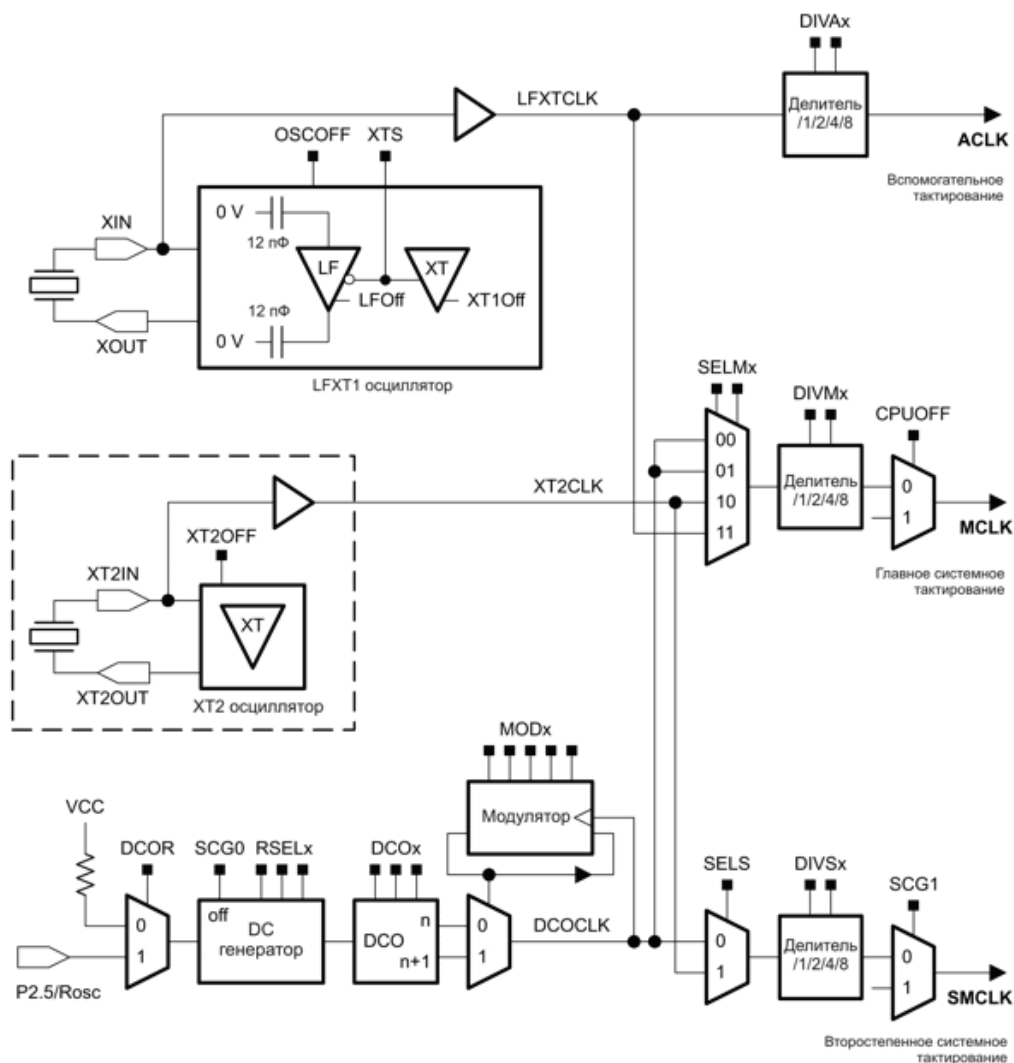 DIVAx
LFXTCLK
Делитель
/1/2/4/8
ACLK
Вспомогательное
тактирование
OSCOFF XTS
XIN
0 V
12 пФ
LF
XT
LFOff
XT1Off
12 пФ
0 V
XOUT
LFXT1 осциллятор
SELMx
DIVMx
CPUOFF
00
01
10
11
Делитель
/1/2/4/8
0
1
MCLK
Главное системное
тактирование
XT2CLK
XT2OFF
XT2IN
XT
XT2OUT
XT2 осциллятор
MODx
Модулятор
VCC
DCOR
SCG0 RSELx
DCOx
0
1
off
DC
генератор
n
DCO
n+1
0
1
DCOCLK
P2.5/Rosc
SELS
DIVSx
SCG1
0
1
Делитель
/1/2/4/8
0
1
SMCLK
Второстепенное системное
тактирование